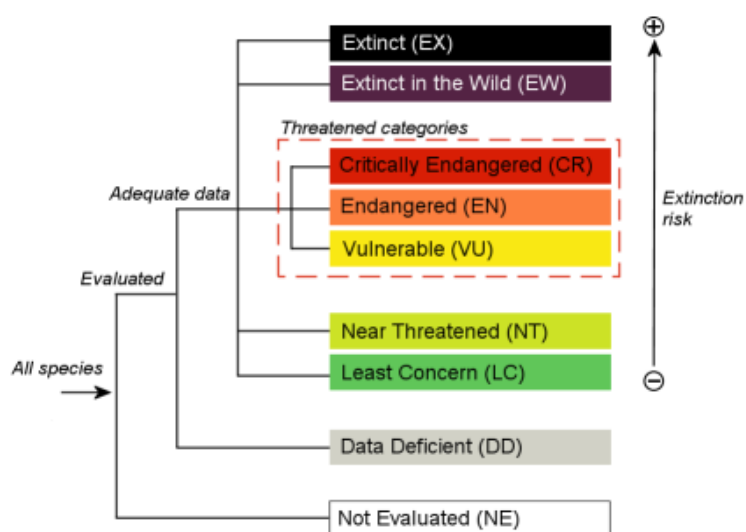 Extinct (EX)
Extinct in the Wild (EW)
Threatened categories
Critically Endangered (CR)
Adequate data
Endangered (EN)
Extinction
risk
Vulnerable (VU)
Evaluated
Near Threatened (NT)
All species
Least Concern (LC)
Data Deficient (DD)
Not Evaluated (NE)